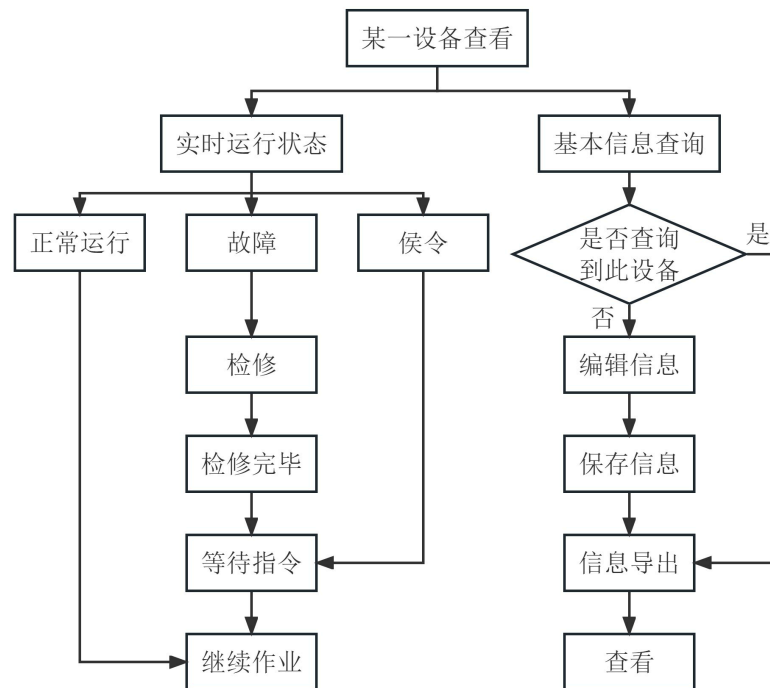 某一设备查看
实时运行状态
基本信息查询
正常运行
故障
侯令
是否查询
到此设备
是
否
检修
编辑信息
检修完毕
保存信息
等待指令
信息导出
继续作业
查看